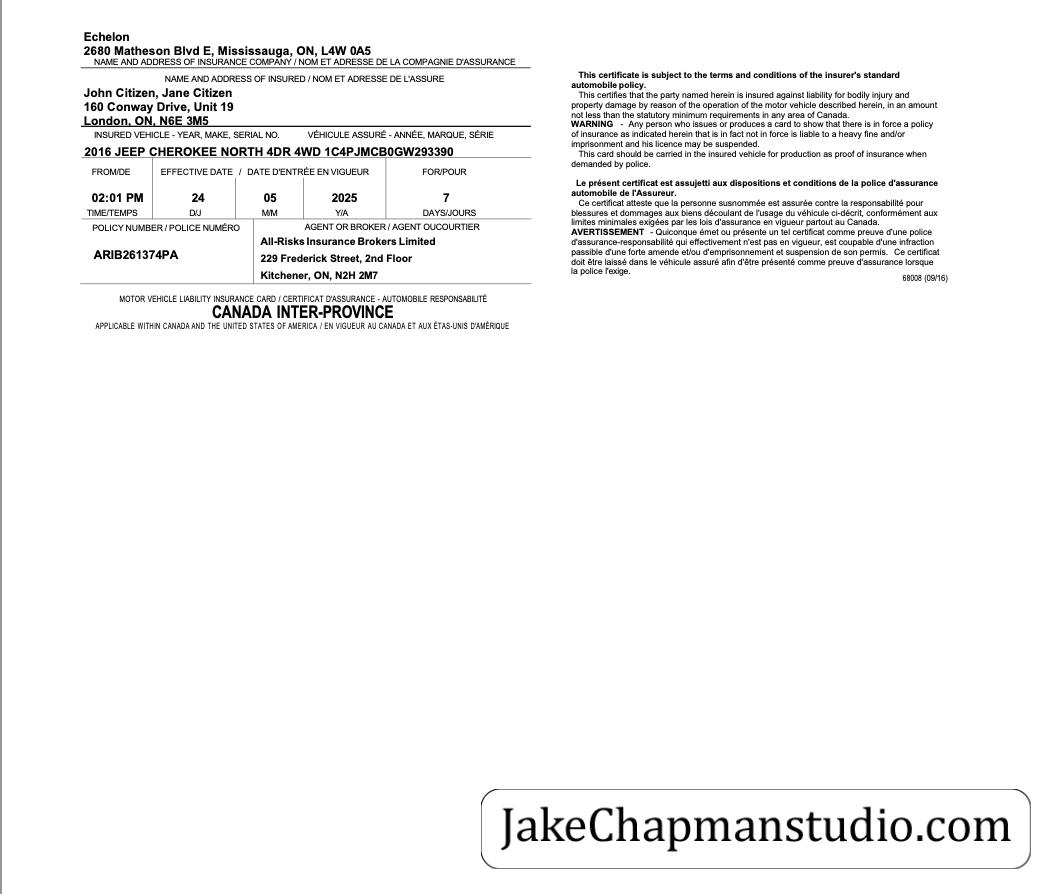 Echelon
2680 Matheson Blvd E, Mississauga, ON, L4W 0A5
NAME AND ADDRESS OF INSURANCE COMPANY / NOM ET ADRESSE DE LA COMPAGNIE D'ASSURANCE
NAME AND ADDRESS OF INSURED / NOM ET ADRESSE DE L'ASSURE
John Citizen, Jane Citizen
160 Conway Drive, Unit 19
London, ON, N6E 3M5
INSURED VEHICLE - YEAR, MAKE, SERIAL NO. VÉHICULE ASSURÉ - ANNÉE, MARQUE, SÉRIE
2016 JEEP CHEROKEE NORTH 4DR 4WD 1C4PJMCB0GW293390
FROM/DE EFFECTIVE DATE / DATE D'ENTRÉE EN VIGUEUR FOR/POUR
02:01 PM 24 05 2025 7
TIME/TEMPS D/J M/M Y/A DAYS/JOURS
POLICY NUMBER / POLICE NUMÉRO AGENT OR BROKER / AGENT OUCOURTIER
ARIB261374PA
All-Risks Insurance Brokers Limited
229 Frederick Street, 2nd Floor
Kitchener, ON, N2H 2M7
MOTOR VEHICLE LIABILITY INSURANCE CARD / CERTIFICAT D'ASSURANCE - AUTOMOBILE RESPONSABILITÉ
CANADA INTER-PROVINCE
APPLICABLE WITHIN CANADA AND THE UNITED STATES OF AMERICA / EN VIGUEUR AU CANADA ET AUX ÉTAS-UNIS D'AMÉRIQUE
This certificate is subject to the terms and conditions of the insurer's standard
automobile policy.
This certifies that the party named herein is insured against liability for bodily injury and
property damage by reason of the operation of the motor vehicle described herein, in an amount
not less than the statutory minimum requirements in any area of Canada.
WARNING - Any person who issues or produces a card to show that there is in force a policy
of insurance as indicated herein that is in fact not in force is liable to a heavy fine and/or
imprisonment and his licence may be suspended.
This card should be carried in the insured vehicle for production as proof of insurance when
demanded by police.
Le présent certificat est assujetti aux dispositions et conditions de la police d'assurance
automobile de l'Assureur.
Ce certificat atteste que la personne susnommée est assurée contre la responsabilité pour
blessures et dommages aux biens découlant de l'usage du véhicule ci-décrit, conformément aux
limites minimales exigées par les lois d'assurance en vigueur partout au Canada.
AVERTISSEMENT - Quiconque émet ou présente un tel certificat comme preuve d'une police
d'assurance-responsabilité qui effectivement n'est pas en vigueur, est coupable d'une infraction
passible d'une forte amende et/ou d'emprisonnement et suspension de son permis. Ce certificat
doit être laissé dans le véhicule assuré afin d'être présenté comme preuve d'assurance lorsque
la police l'exige.
68008 (09/16)
JakeChapmanstudio.com